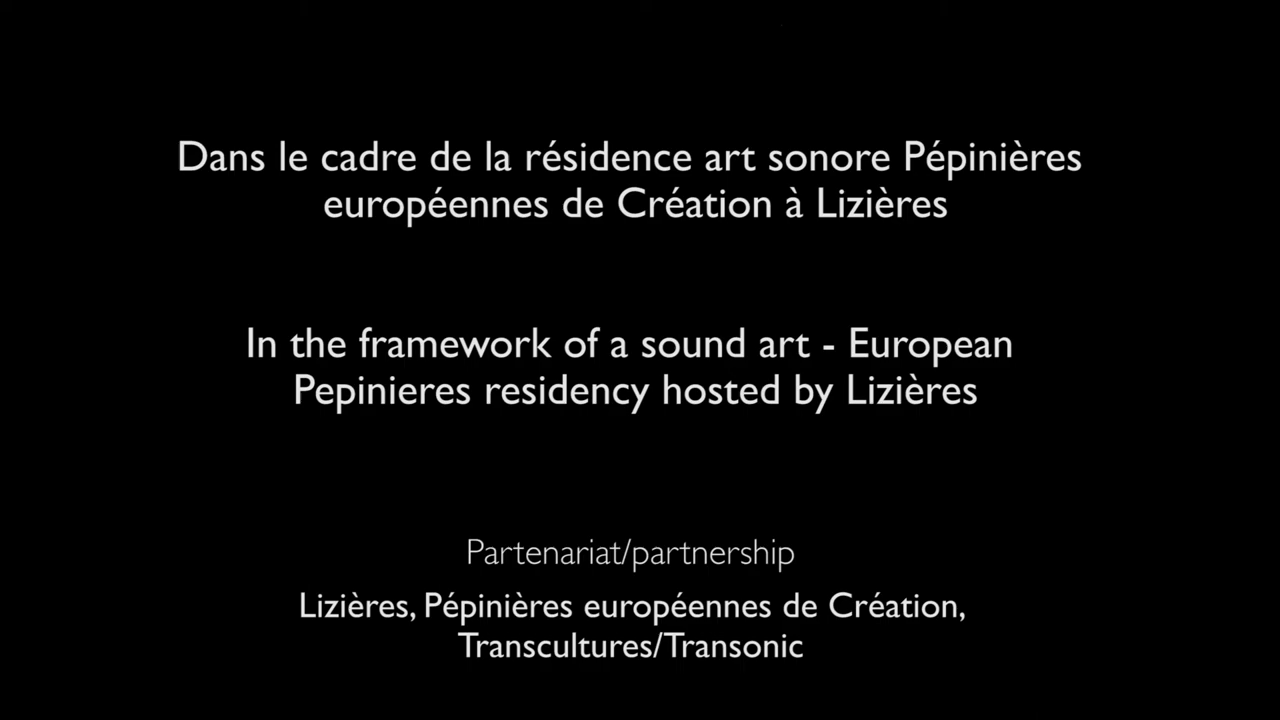 Dans le cadre de la résidence art sonore Pépinières
européennes de Création à Lizières
In the framework of a sound art - European
Pepinieres residency hosted by Lizières
Partenariat/partnership
Lizières, Pépinières européennes de Création,
Transcultures/Transonic